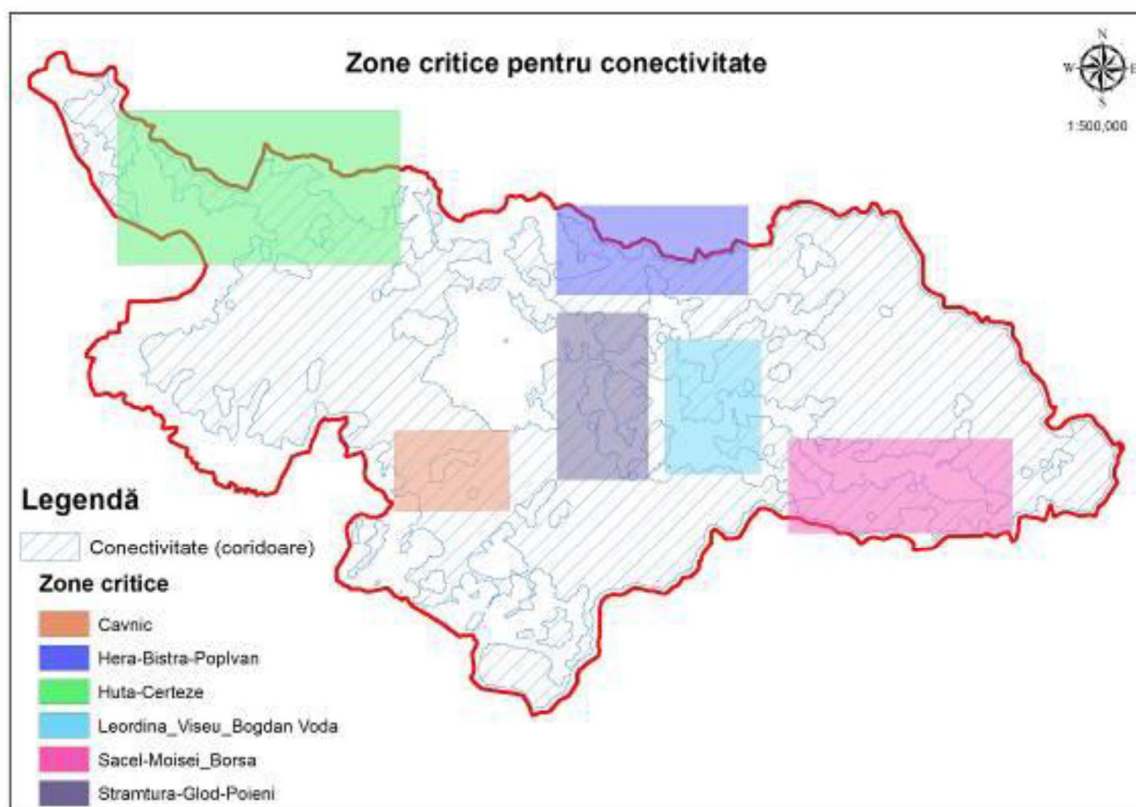 Zone critice pentru conectivitate
N
W E
S
1:500,000
Legendă
Conectivitate (coridoare)
Zone critice
Cavnic
Hera-Bistra-PopIvan
Huta-Certeze
Leordina_Viseu_Bogdan Voda
Sacel-Moisei_Borsa
Stramtura-Glod-Poieni